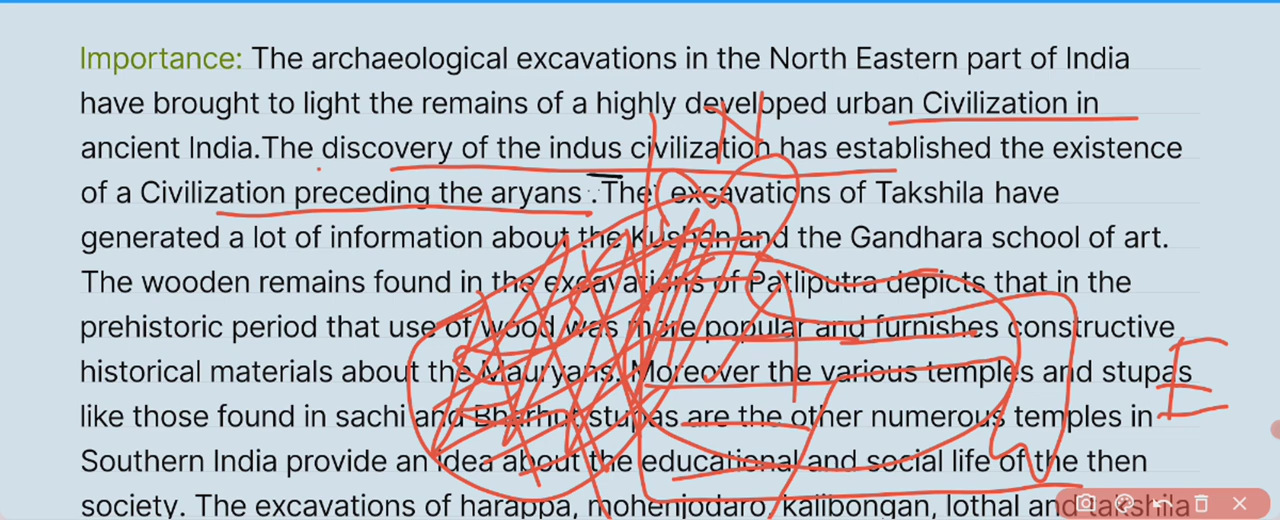 Importance: The archaeological excavations in the North Eastern part of India
have brought to light the remains of a highly developed urban Civilization in
ancient India.The discovery of the indus civilization has established the existence
of a Civilization preceding the aryans .The excavations of Takshila have
generated a lot of information about the Kushan and the Gandhara school of art.
The wooden remains found in the excavations of Patliputra depicts that in the
prehistoric period that use of wood was more popular and furnishes constructive
historical materials about the Mauryans. Moreover the various temples and stupas
like those found in sachi and Bharhut stupas are the other numerous temples in
Southern India provide an idea about the educational and social life of the then
society. The excavations of harappa, mohenjodaro, kalibongan, lothal and takshila
N
E